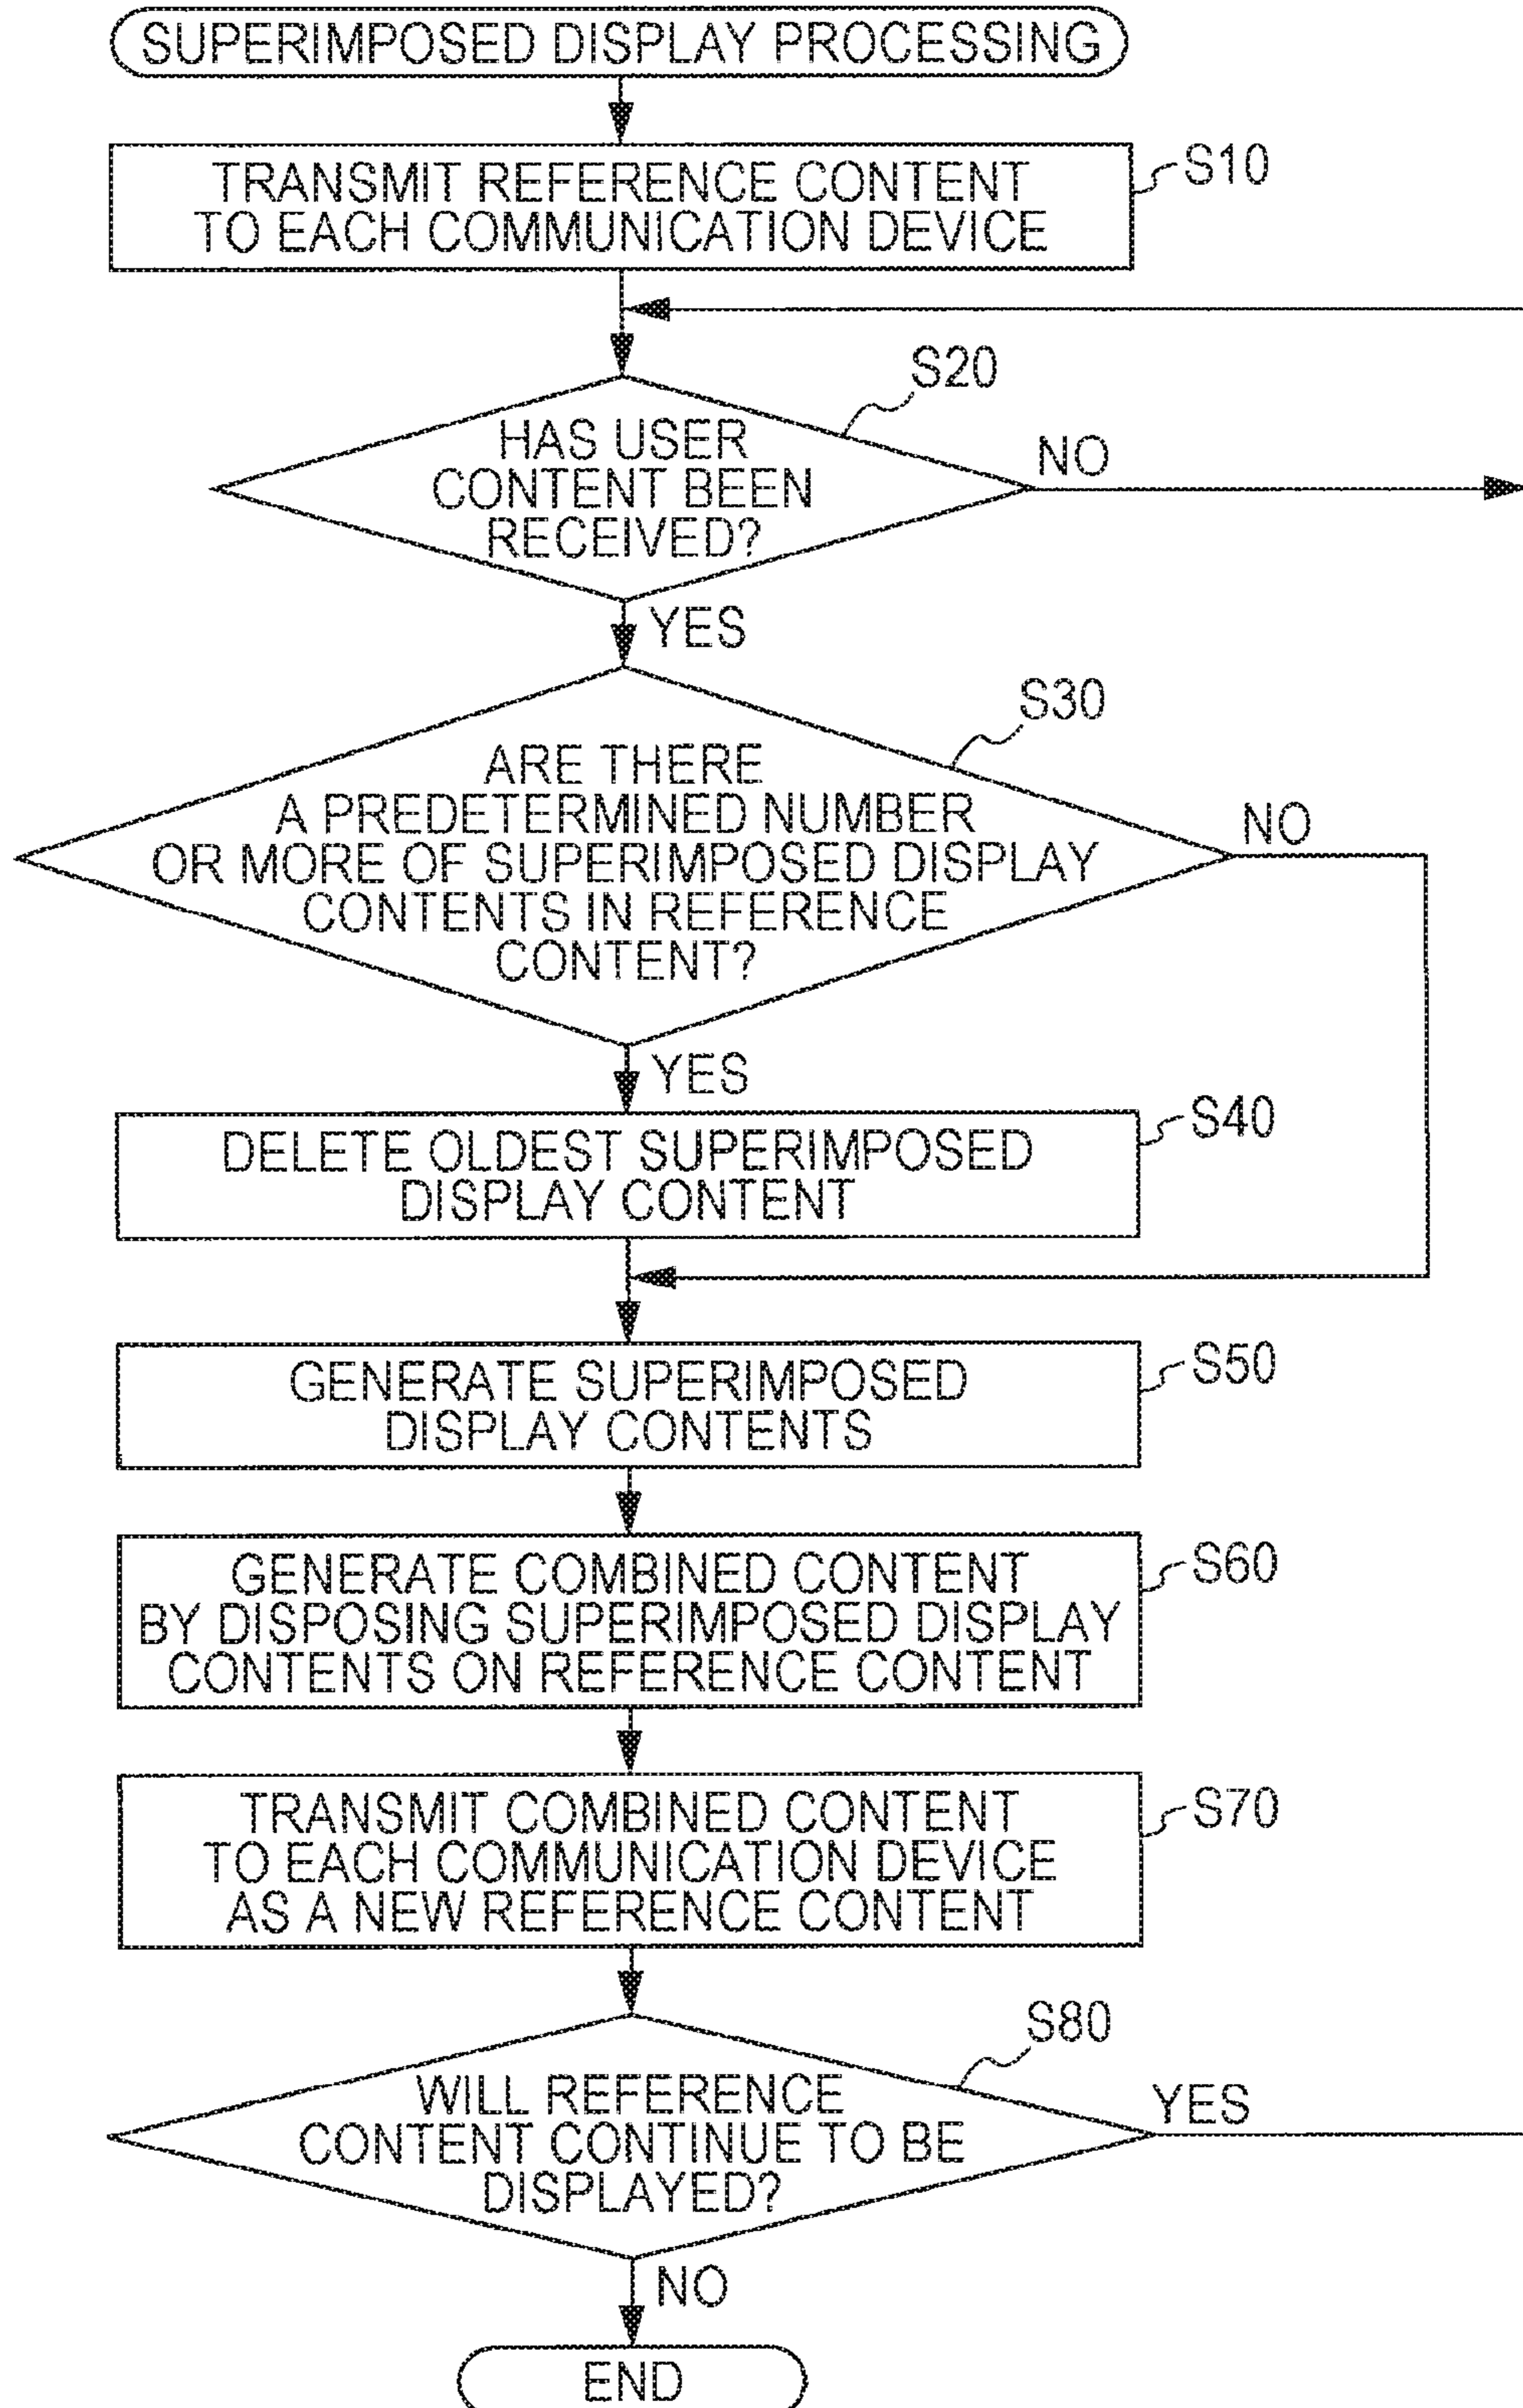 SUPERIMPOSED DISPLAY PROCESSING
TRANSMIT REFERENCE CONTENT
TO EACH COMMUNICATION DEVICE
S10
HAS USER
CONTENT BEEN
RECEIVED?
S20
NO
YES
ARE THERE
A PREDETERMINED NUMBER
OR MORE OF SUPERIMPOSED DISPLAY
CONTENTS IN REFERENCE
CONTENT?
S30
NO
YES
DELETE OLDEST SUPERIMPOSED
DISPLAY CONTENT
S40
GENERATE SUPERIMPOSED
DISPLAY CONTENTS
S50
GENERATE COMBINED CONTENT
BY DISPOSING SUPERIMPOSED DISPLAY
CONTENTS ON REFERENCE CONTENT
S60
TRANSMIT COMBINED CONTENT
TO EACH COMMUNICATION DEVICE
AS A NEW REFERENCE CONTENT
S70
WILL REFERENCE
CONTENT CONTINUE TO BE
DISPLAYED?
S80
YES
NO
END